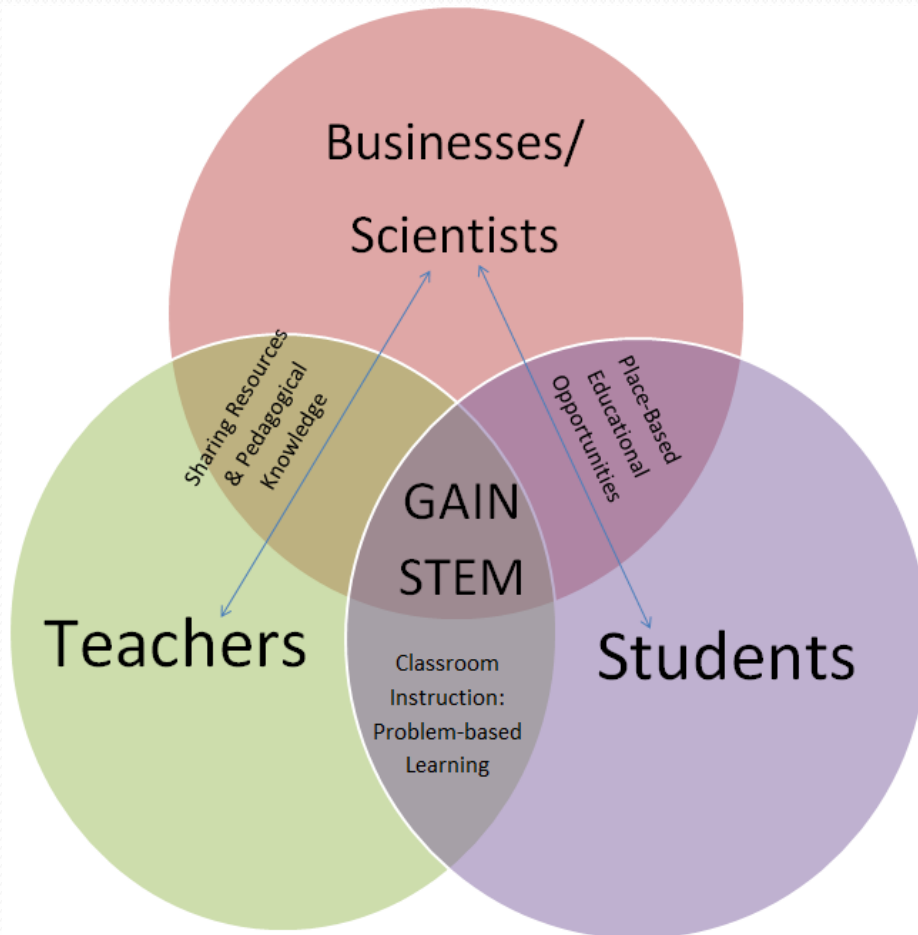 Businesses/
Scientists
Sharing Resources
& Pedagogical
Knowledge
Place-Based
Educational
Opportunities
GAIN
STEM
Teachers
Students
Classroom
Instruction:
Problem-based
Learning